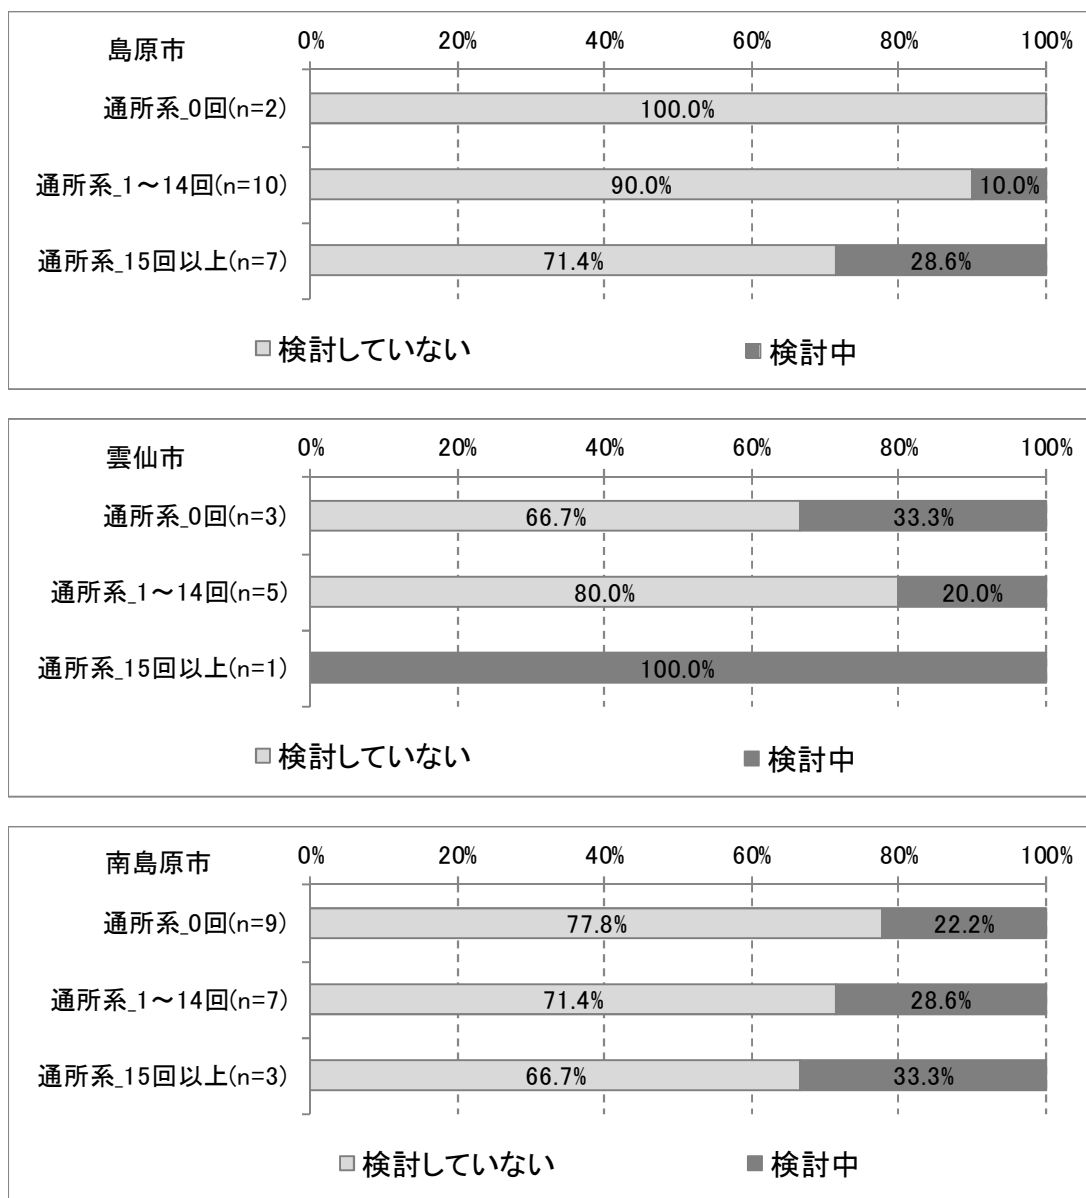 島原市
0% 20% 40% 60% 80% 100%
通所系_0回(n=2) 100.0%
通所系_1～14回(n=10) 90.0% 10.0%
通所系_15回以上(n=7) 71.4% 28.6%
検討していない 検討中
雲仙市
0% 20% 40% 60% 80% 100%
通所系_0回(n=3) 66.7% 33.3%
通所系_1～14回(n=5) 80.0% 20.0%
通所系_15回以上(n=1) 100.0%
検討していない 検討中
南島原市
0% 20% 40% 60% 80% 100%
通所系_0回(n=9) 77.8% 22.2%
通所系_1～14回(n=7) 71.4% 28.6%
通所系_15回以上(n=3) 66.7% 33.3%
検討していない 検討中